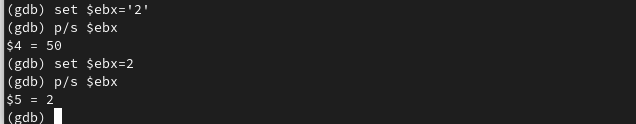 (gdb) set $ebx='2'
(gdb) p/s $ebx
$4 = 50
(gdb) set $ebx=2
(gdb) p/s $ebx
$5 = 2
(gdb)